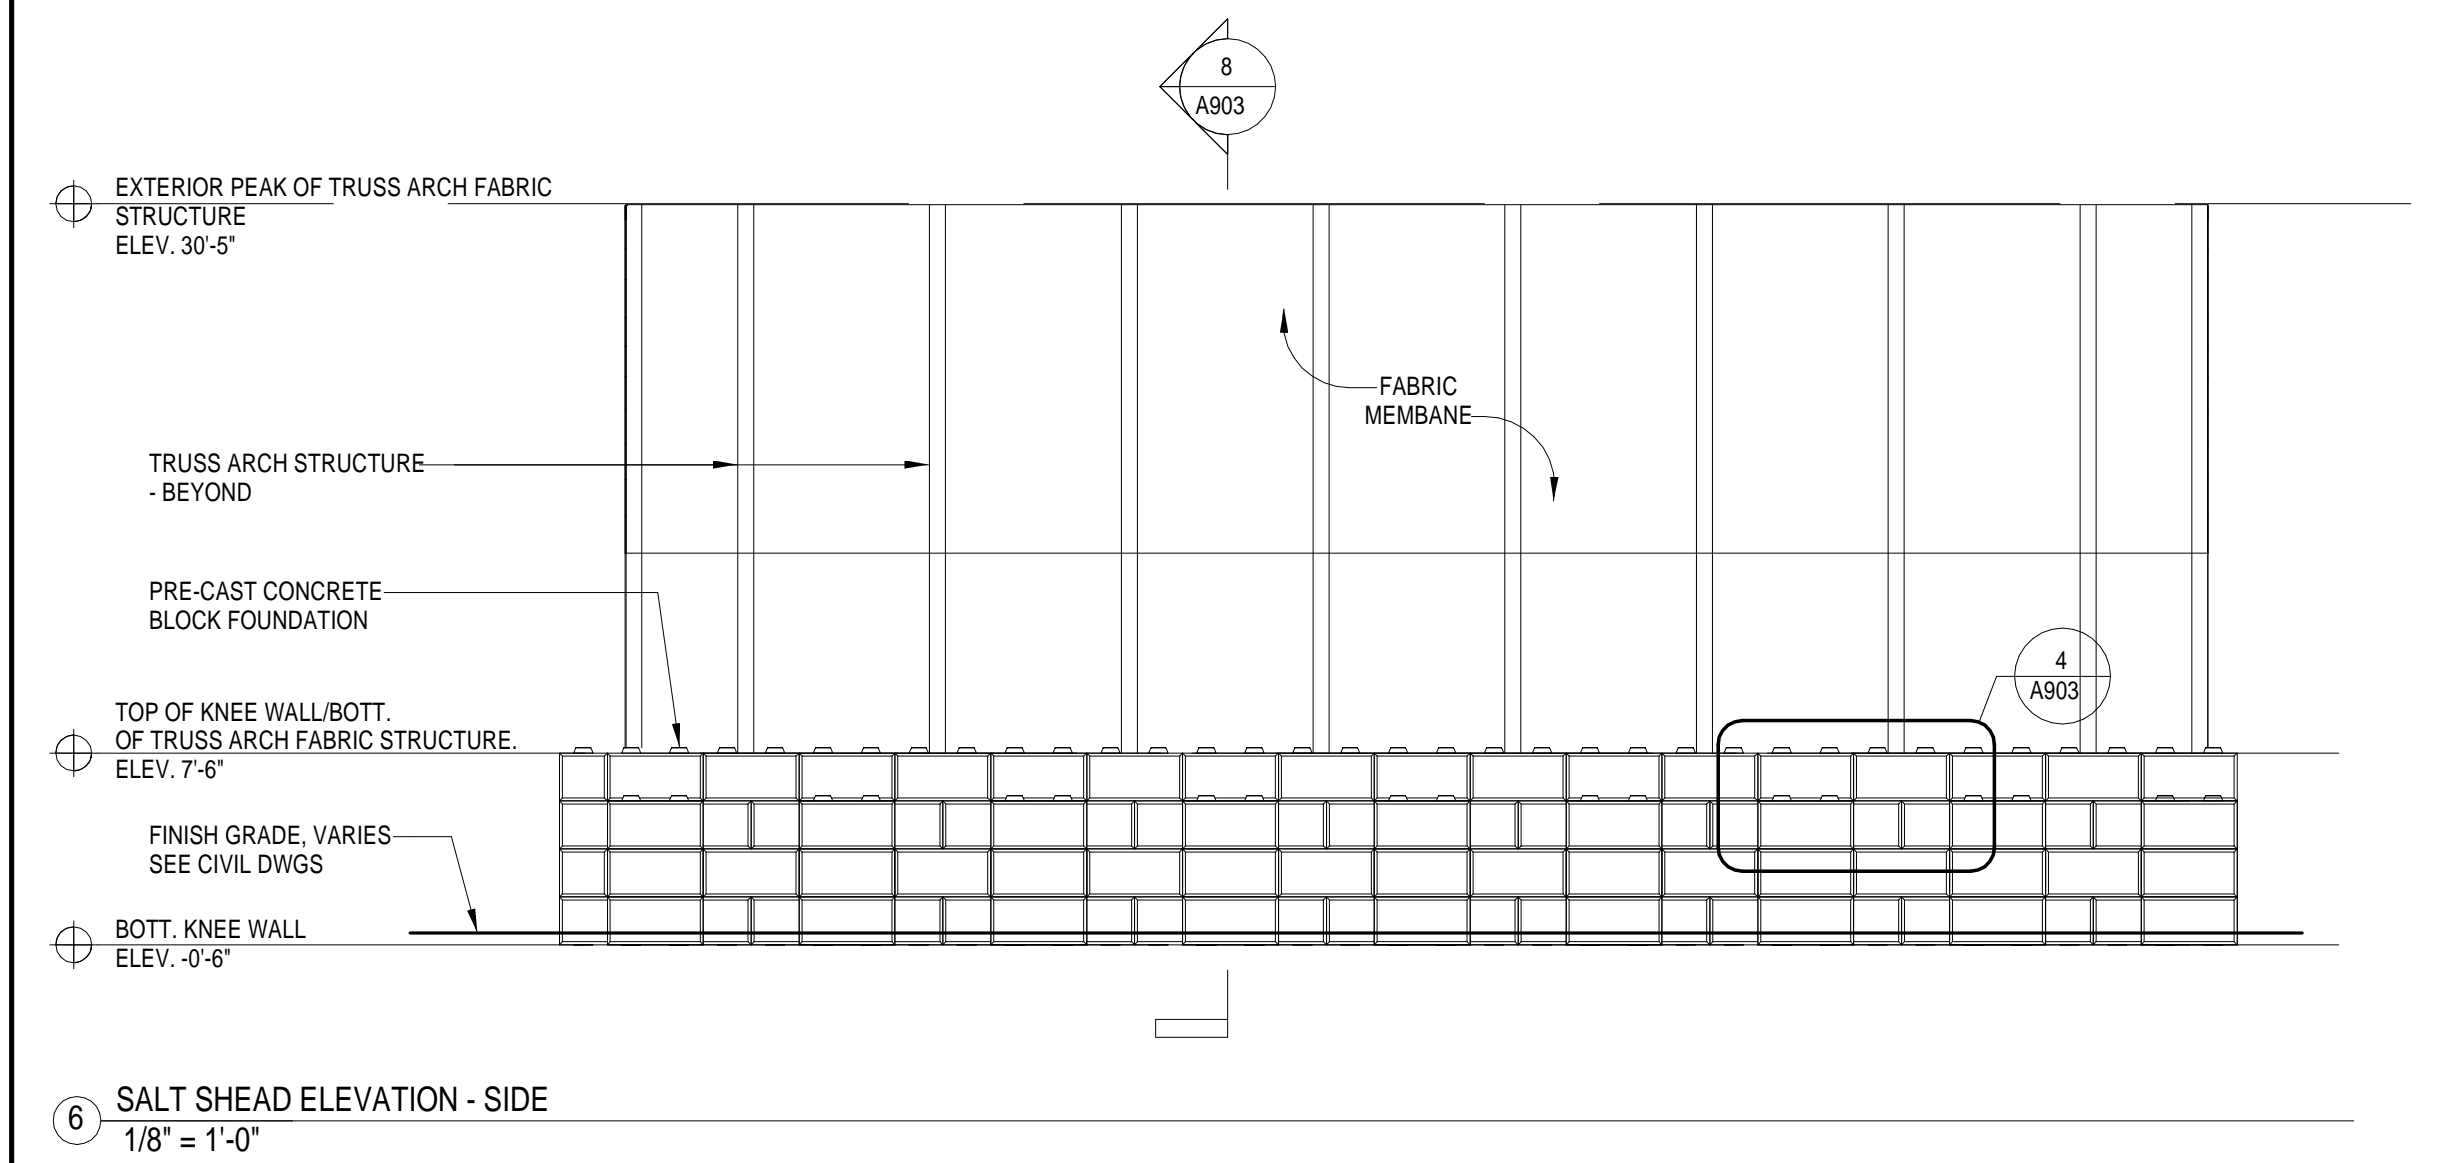 8
A903
EXTERIOR PEAK OF TRUSS ARCH FABRIC
STRUCTURE
ELEV. 30'-5"
FABRIC
MEMBANE
TRUSS ARCH STRUCTURE
- BEYOND
PRE-CAST CONCRETE
BLOCK FOUNDATION
4
A903
TOP OF KNEE WALL/BOTT.
OF TRUSS ARCH FABRIC STRUCTURE.
ELEV. 7'-6"
FINISH GRADE, VARIES
SEE CIVIL DWGS
BOTT. KNEE WALL
ELEV. -0'-6"
6
SALT SHEAD ELEVATION - SIDE
1/8" = 1'-0"